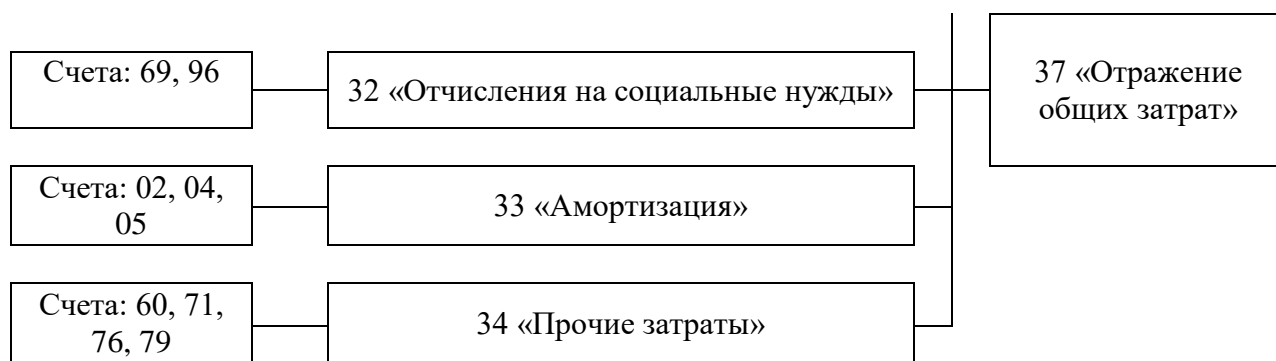 Счета: 69, 96
32 «Отчисления на социальные нужды»
37 «Отражение
общих затрат»
Счета: 02, 04,
05
33 «Амортизация»
Счета: 60, 71,
76, 79
34 «Прочие затраты»